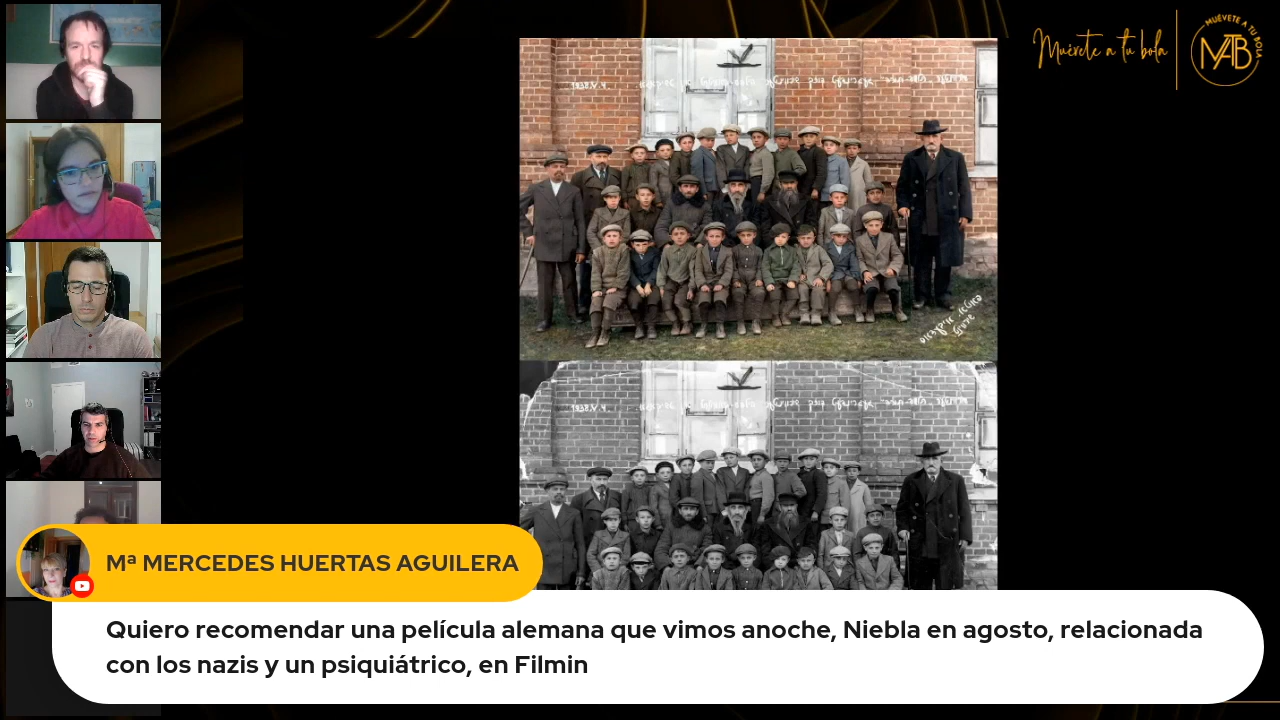 Muévete a tu bola
MUÉVETE A TU BOLA
MATB
Mª MERCEDES HUERTAS AGUILERA
Quiero recomendar una película alemana que vimos anoche, Niebla en agosto, relacionada
con los nazis y un psiquiátrico, en Filmin